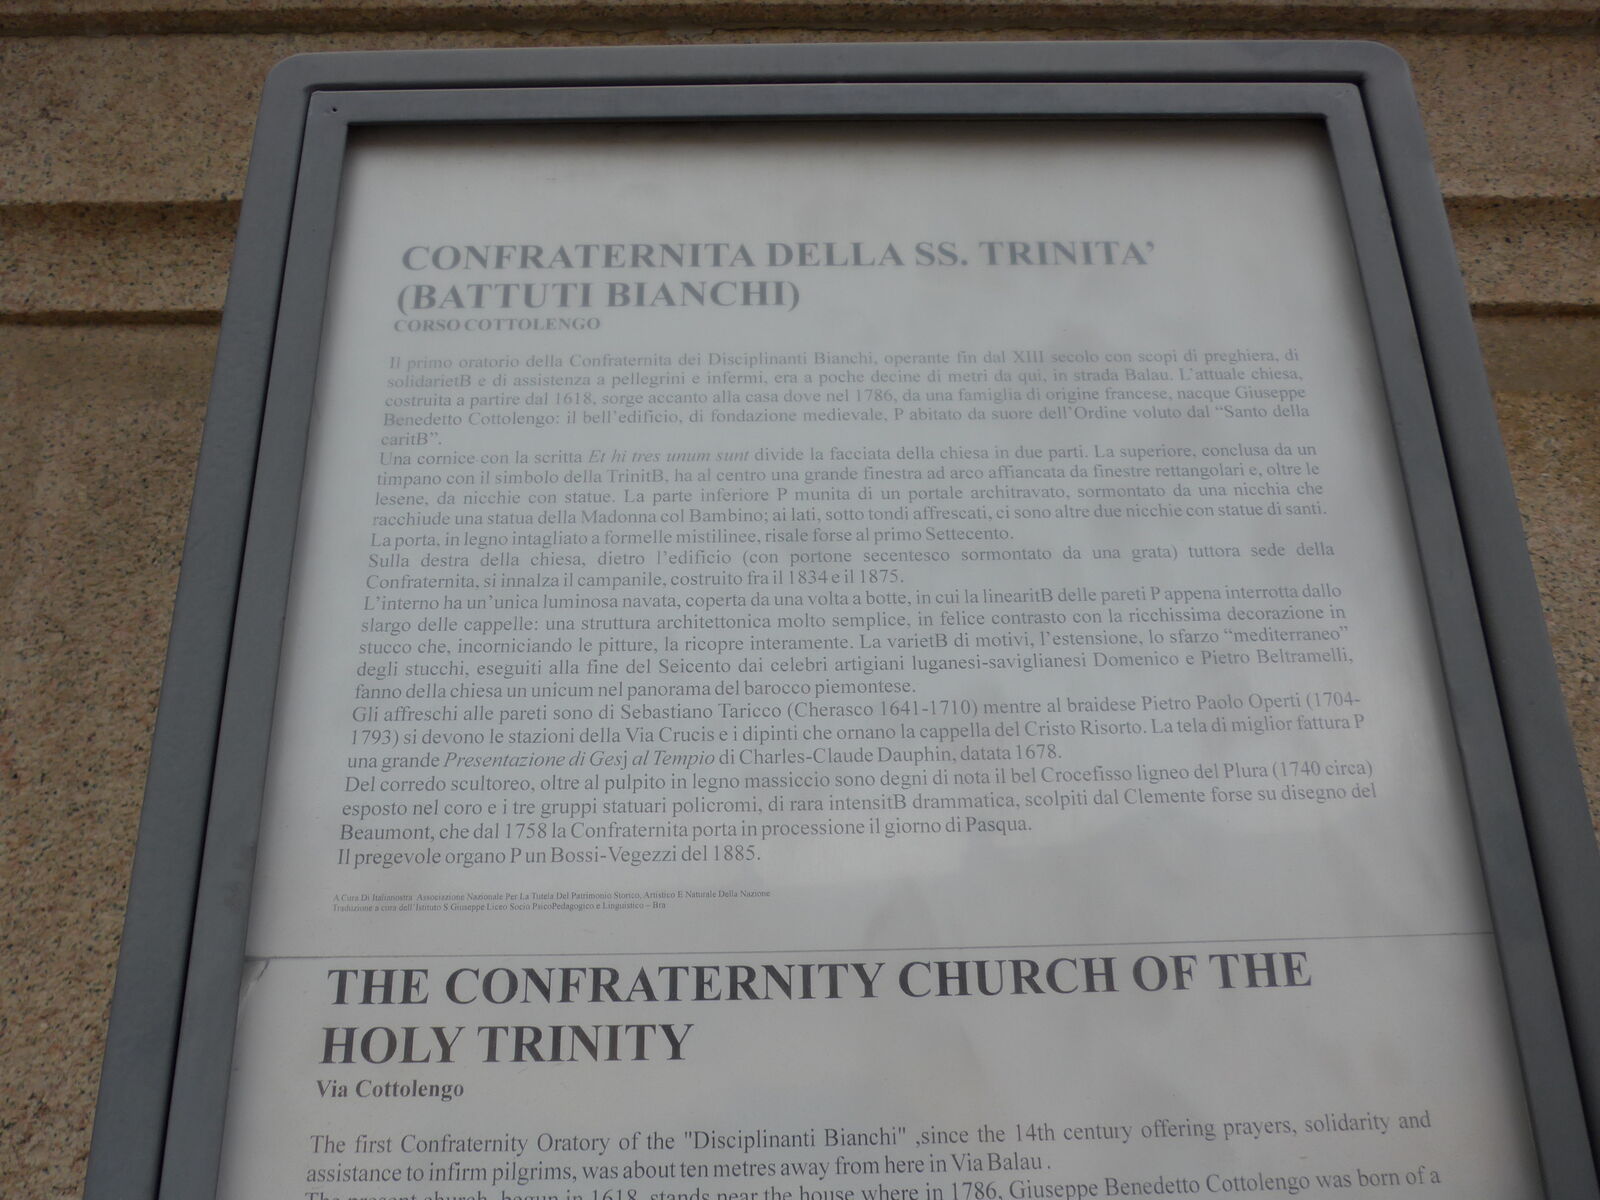 CONFRATERNITA DELLA SS. TRINITA'
(BATTUTI BIANCHI)
CORSO COTTOLENGO
Il primo oratorio della Confraternita dei Disciplinanti Bianchi, operante fin dal XIII secolo con scopi di preghiera, di
solidarietB e di assistenza a pellegrini e infermi, era a poche decine di metri da qui, in strada Balau. L'attuale chiesa,
costruita a partire dal 1618, sorge accanto alla casa dove nel 1786, da una famiglia di origine francese, nacque Giuseppe
Benedetto Cottolengo: il bell'edificio, di fondazione medievale, P abitato da suore dell'Ordine voluto dal “Santo della
caritB”.
Una cornice con la scritta Et hi tres unum sunt divide la facciata della chiesa in due parti. La superiore, conclusa da un
timpano con il simbolo della TrinitB, ha al centro una grande finestra ad arco affiancata da finestre rettangolari e, oltre le
lesene, da nicchie con statue. La parte inferiore P munita di un portale architravato, sormontato da una nicchia che
racchiude una statua della Madonna col Bambino; ai lati, sotto tondi affrescati, ci sono altre due nicchie con statue di santi.
La porta, in legno intagliato a formelle mistilinee, risale forse al primo Settecento.
Sulla destra della chiesa, dietro l'edificio (con portone secentesco sormontato da una grata) tuttora sede della
Confraternita, si innalza il campanile, costruito fra il 1834 e il 1875.
L'interno ha un'unica luminosa navata, coperta da una volta a botte, in cui la linearitB delle pareti P appena interrotta dallo
slargo delle cappelle: una struttura architettonica molto semplice, in felice contrasto con la ricchissima decorazione in
stucco che, incorniciando le pitture, la ricopre interamente. La varietB di motivi, l'estensione, lo sfarzo “mediterraneo”
degli stucchi, eseguiti alla fine del Seicento dai celebri artigiani luganesi-saviglianesi Domenico e Pietro Beltramelli,
fanno della chiesa un unicum nel panorama del barocco piemontese.
Gli affreschi alle pareti sono di Sebastiano Taricco (Cherasco 1641-1710) mentre al braidese Pietro Paolo Operti (1704-
1793) si devono le stazioni della Via Crucis e i dipinti che ornano la cappella del Cristo Risorto. La tela di miglior fattura P
una grande Presentazione di Gesj al Tempio di Charles-Claude Dauphin, datata 1678.
Del corredo scultoreo, oltre al pulpito in legno massiccio sono degni di nota il bel Crocefisso ligneo del Plura (1740 circa)
esposto nel coro e i tre gruppi statuari policromi, di rara intensitB drammatica, scolpiti dal Clemente forse su disegno del
Beaumont, che dal 1758 la Confraternita porta in processione il giorno di Pasqua.
Il pregevole organo P un Bossi-Vegezzi del 1885.
A Cura Di Italianostra Associazione Nazionale Per La Tutela Del Patrimonio Storico, Artistico E Naturale Della Nazione
Traduzione a cura dell'Istituto S.Giuseppe Liceo Socio PsicoPedagogico e Linguistico – Bra
THE CONFRATERNITY CHURCH OF THE
HOLY TRINITY
Via Cottolengo
The first Confraternity Oratory of the "Disciplinanti Bianchi" ,since the 14th century offering prayers, solidarity and
assistance to infirm pilgrims, was about ten metres away from here in Via Balau .
The present church, begun in 1618, stands near the house where in 1786, Giuseppe Benedetto Cottolengo was born of a